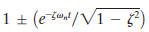 1 ± (e^{-ζω_n t}/√(1 − ζ²))